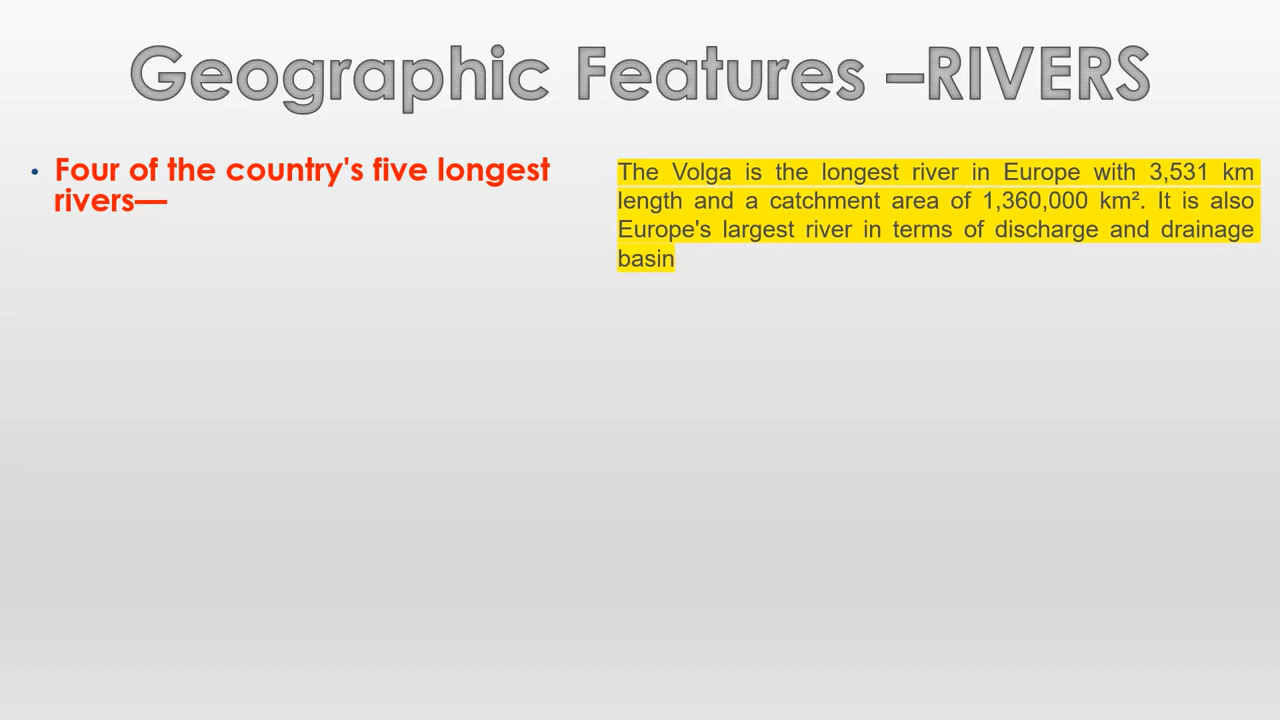 Geographic Features –RIVERS
• Four of the country's five longest
rivers—
The Volga is the longest river in Europe with 3,531 km
length and a catchment area of 1,360,000 km². It is also
Europe's largest river in terms of discharge and drainage
basin